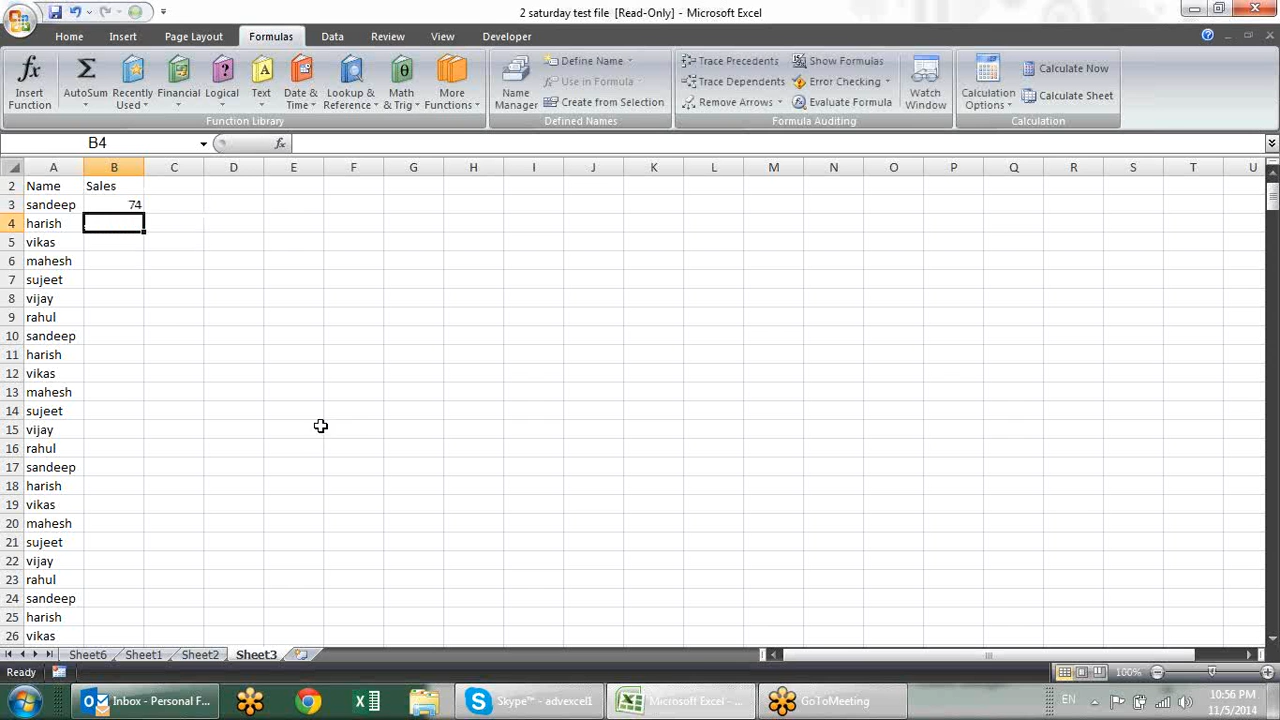 2 saturday test file [Read-Only] - Microsoft Excel
Home Insert Page Layout Formulas Data Review View Developer
Insert Function
AutoSum
Recently Used
Financial
Logical
Text
Date & Time
Lookup & Reference
Math & Trig
More Functions
Function Library
Name Manager
Define Name
Use in Formula
Create from Selection
Defined Names
Trace Precedents
Trace Dependents
Remove Arrows
Show Formulas
Error Checking
Evaluate Formula
Formula Auditing
Watch Window
Calculation Options
Calculate Now
Calculate Sheet
Calculation
B4 fx
A B C D E F G H I J K L M N O P Q R S T U
2 Name Sales
3 sandeep 74
4 harish
5 vikas
6 mahesh
7 sujeet
8 vijay
9 rahul
10 sandeep
11 harish
12 vikas
13 mahesh
14 sujeet
15 vijay
16 rahul
17 sandeep
18 harish
19 vikas
20 mahesh
21 sujeet
22 vijay
23 rahul
24 sandeep
25 harish
26 vikas
Sheet6 Sheet1 Sheet2 Sheet3
Ready 100%
Inbox - Personal F... Skype™ - advexcel1 Microsoft Excel - ... GoToMeeting EN 10:56 PM
11/5/2014